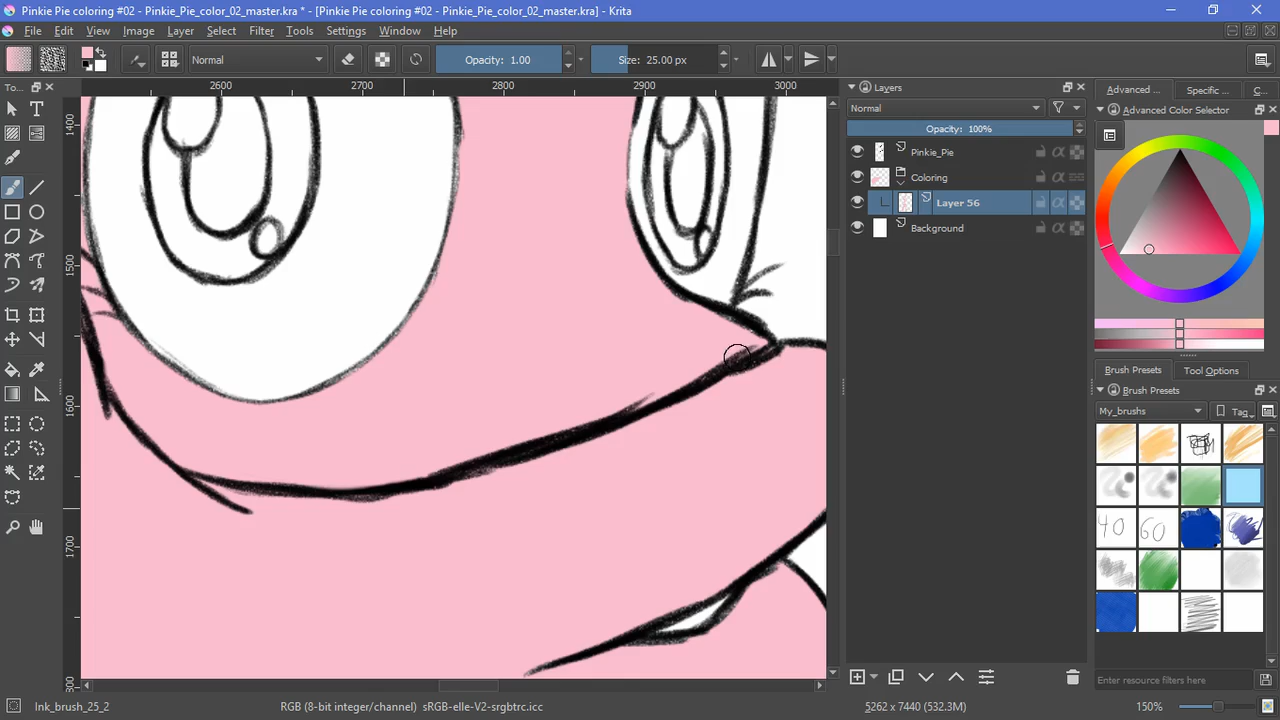 Pinkie Pie coloring #02 - Pinkie_Pie_color_02_master.kra * - [Pinkie Pie coloring #02 - Pinkie_Pie_color_02_master.kra] - Krita
File Edit View Image Layer Select Filter Tools Settings Window Help
Normal Opacity: 1.00 Size: 25.00 px
To...
2600 2700 2800 2900 3000
1400
1500
1600
1700
800
Layers
Normal
Opacity: 100%
Pinkie_Pie
Coloring
Layer 56
Background
Advanced ... Specific ... C...
Advanced Color Selector
Brush Presets Tool Options
Brush Presets
My_brushes Tag
40 60
Enter resource filters here
Ink_brush_25_2 RGB (8-bit integer/channel) sRGB-elle-V2-srgbtrc.icc 5262 x 7440 (532.3M) 150%